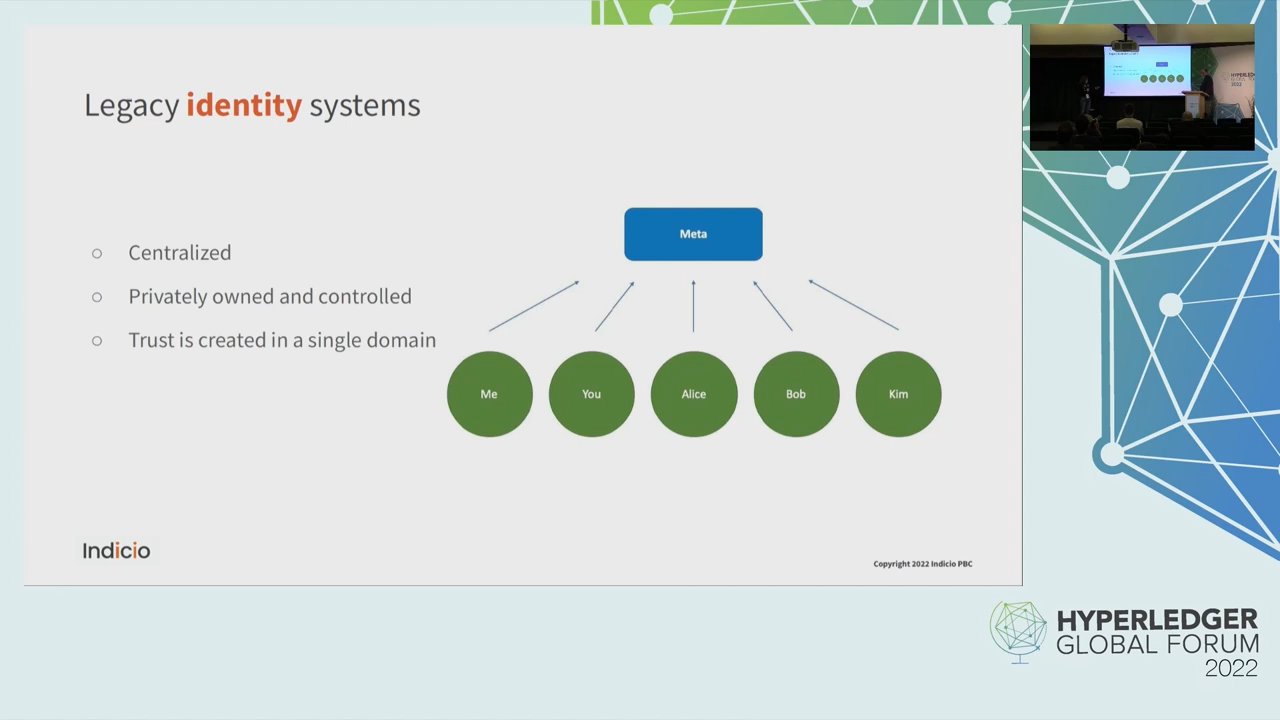 Legacy identity systems
Centralized
Privately owned and controlled
Trust is created in a single domain
Meta
Me
You
Alice
Bob
Kim
Indicio
Copyright 2022 Indicio PBC
HYPERLEDGER
GLOBAL FORUM
2022